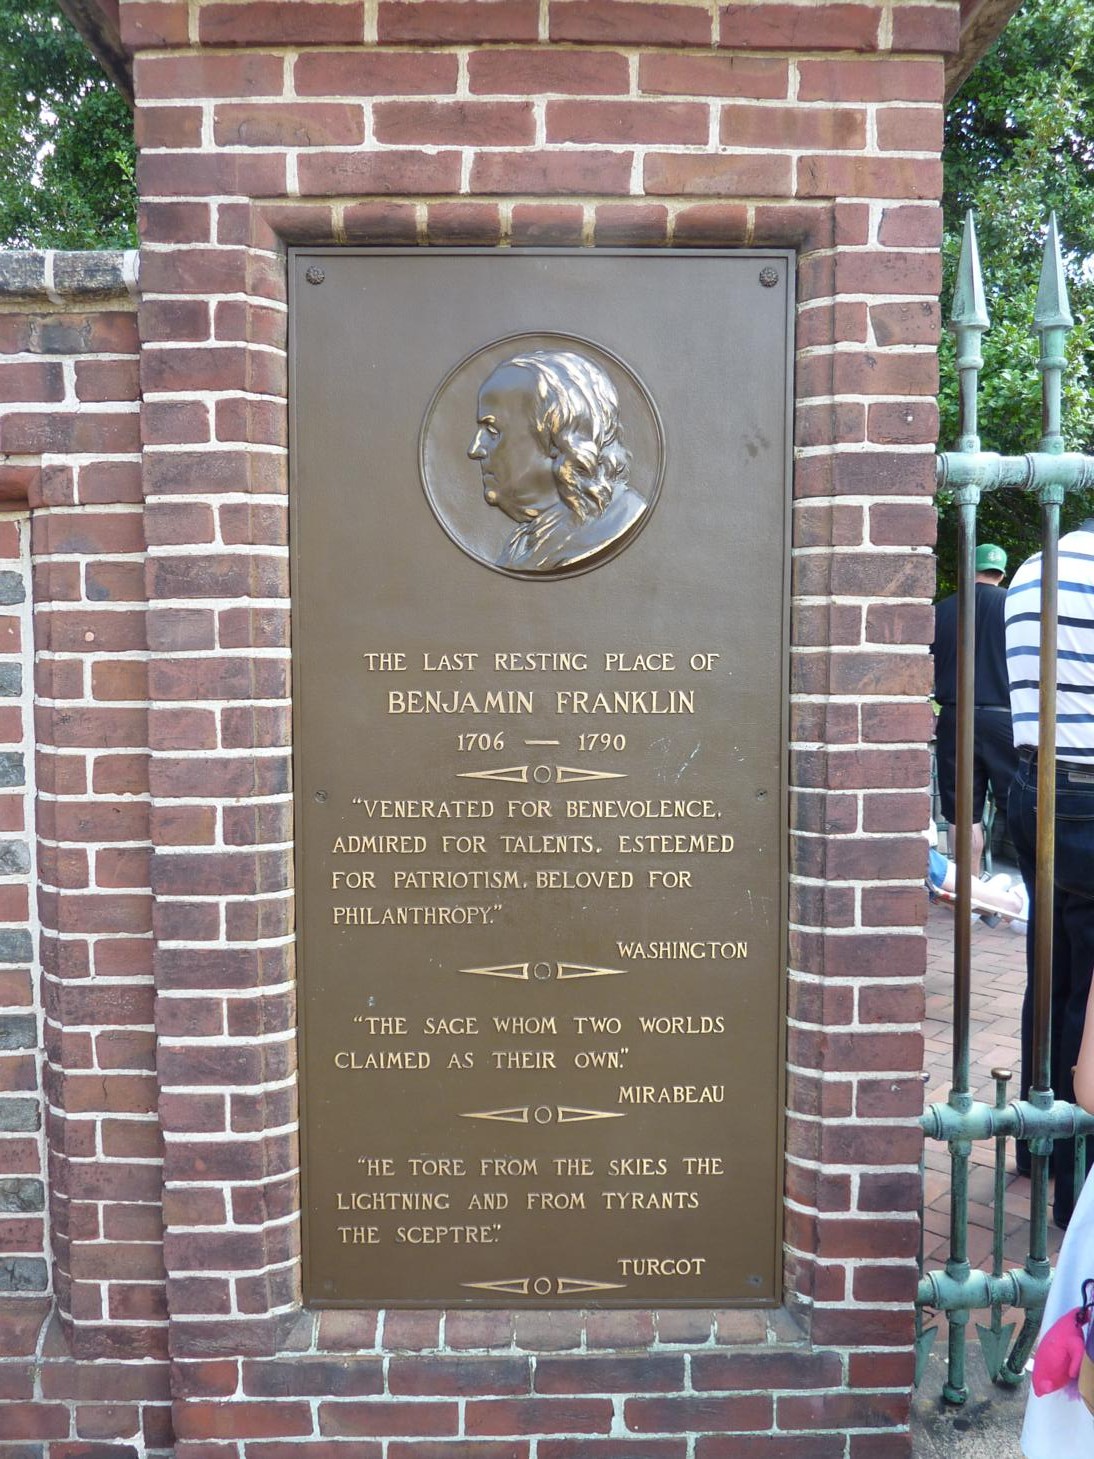 THE LAST RESTING PLACE OF
BENJAMIN FRANKLIN
1706 — 1790
"VENERATED FOR BENEVOLENCE,
ADMIRED FOR TALENTS, ESTEEMED
FOR PATRIOTISM, BELOVED FOR
PHILANTHROPY."
WASHINGTON
"THE SAGE WHOM TWO WORLDS
CLAIMED AS THEIR OWN."
MIRABEAU
"HE TORE FROM THE SKIES THE
LIGHTNING AND FROM TYRANTS
THE SCEPTRE."
TURGOT